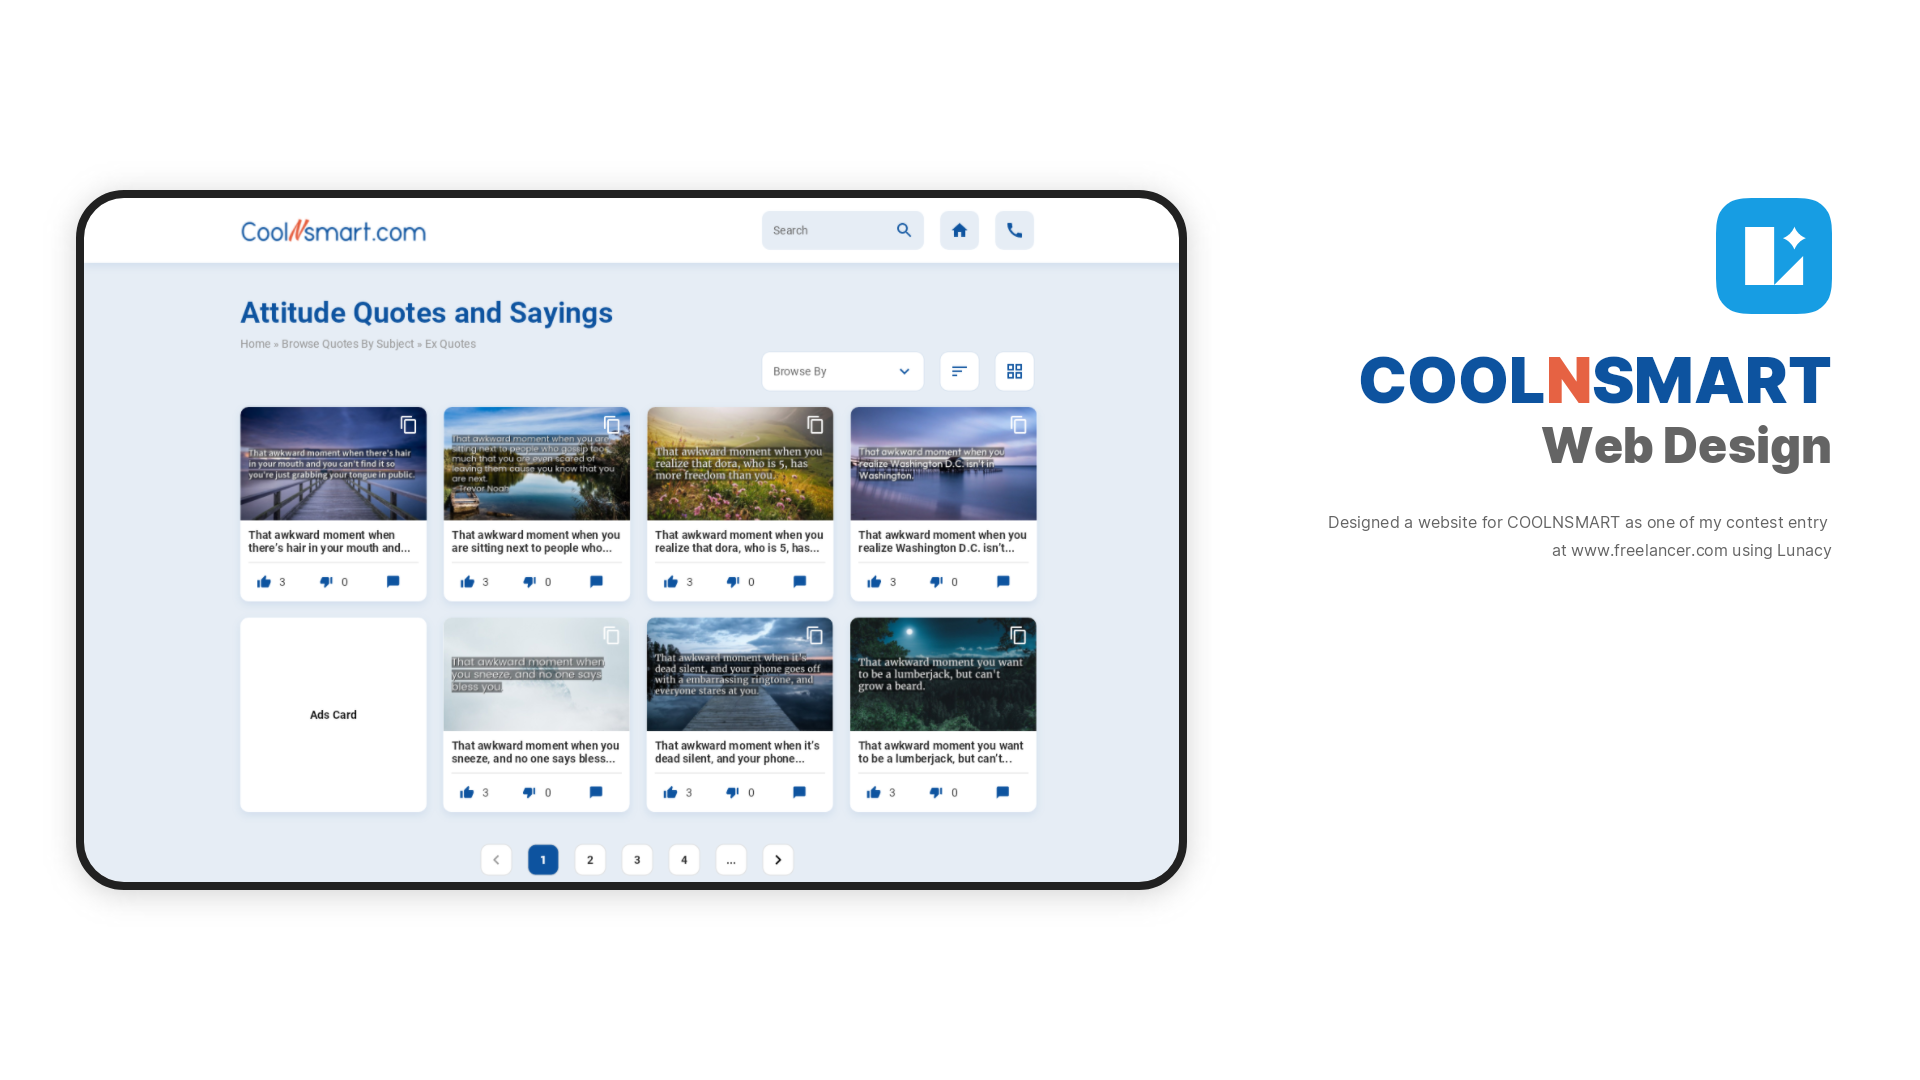 CoolNsmart.com
Search
Attitude Quotes and Sayings
Home » Browse Quotes By Subject » Ex Quotes
Browse By
That awkward moment when there's hair
in your mouth and you can't find it so
you're just grabbing your tongue in public.
That awkward moment when
there's hair in your mouth and...
3
0
That awkward moment when you are
sitting next to people who gossip too
much that you are even scared of
leaving them cause you know that you
are next.
~Trevor Noah
That awkward moment when you
are sitting next to people who...
3
0
That awkward moment when you
realize that dora, who is 5, has
more freedom than you.
That awkward moment when you
realize that dora, who is 5, has...
3
0
That awkward moment when you
realize Washington D.C. isn't in
Washington.
That awkward moment when you
realize Washington D.C. isn't...
3
0
Ads Card
That awkward moment when
you sneeze, and no one says
bless you.
That awkward moment when you
sneeze, and no one says bless...
3
0
That awkward moment when it's
dead silent, and your phone goes off
with a embarrassing ringtone, and
everyone stares at you.
That awkward moment when it's
dead silent, and your phone...
3
0
That awkward moment you want
to be a lumberjack, but can't
grow a beard.
That awkward moment you want
to be a lumberjack, but can't...
3
0
1
2
3
4
...
COOLNSMART
Web Design
Designed a website for COOLNSMART as one of my contest entry
at www.freelancer.com using Lunacy